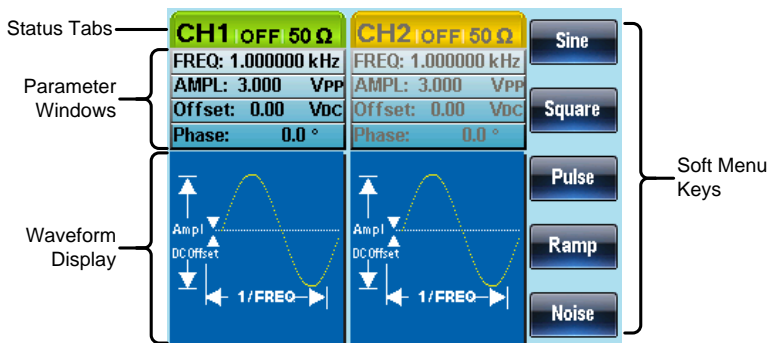 Status Tabs
CH1 OFF 50 Ω
CH2 OFF 50 Ω
Sine
Parameter
Windows
FREQ: 1.000000 kHz
AMPL: 3.000 VPP
Offset: 0.00 VDC
Phase: 0.0 °
FREQ: 1.000000 kHz
AMPL: 3.000 VPP
Offset: 0.00 VDC
Phase: 0.0 °
Square
Pulse
Soft Menu
Keys
Waveform
Display
Ampl
DC Offset
1/FREQ
Ampl
DC Offset
1/FREQ
Ramp
Noise